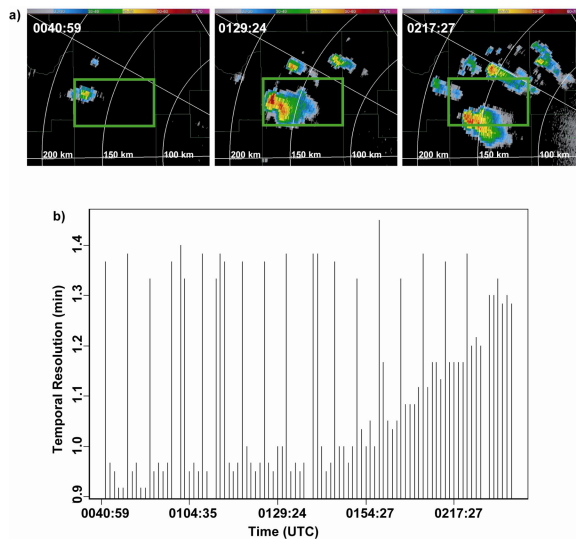 a)
0040:59
0129:24
0217:27
200 km 150 km 100 km
200 km 150 km 100 km
200 km 150 km 100 km
b)
Temporal Resolution (min)
1.4
1.3
1.2
1.1
1.0
0.9
0040:59 0104:35 0129:24 0154:27 0217:27
Time (UTC)